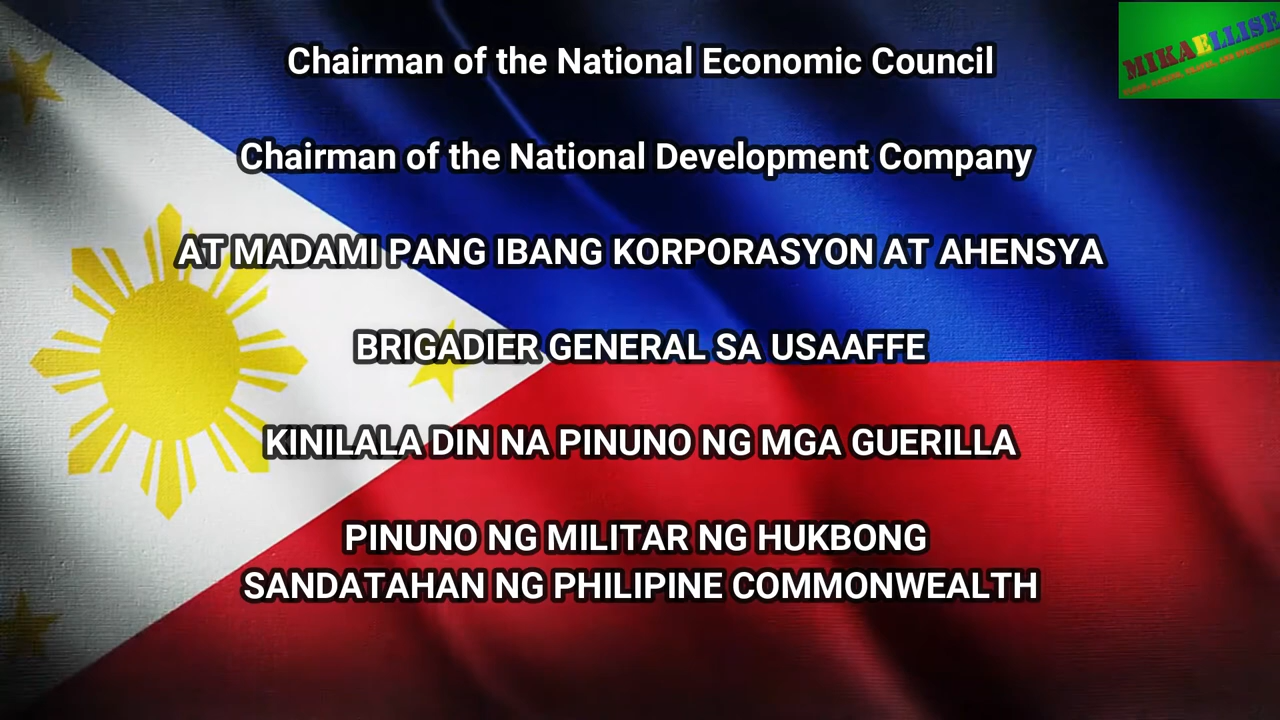 Chairman of the National Economic Council
MIKAELLISE
Chairman of the National Development Company
AT MADAMI PANG IBANG KORPORASYON AT AHENSYA
BRIGADIER GENERAL SA USAAFFE
KINILALA DIN NA PINUNO NG MGA GUERILLA
PINUNO NG MILITAR NG HUKBONG
SANDATAHAN NG PHILIPINE COMMONWEALTH